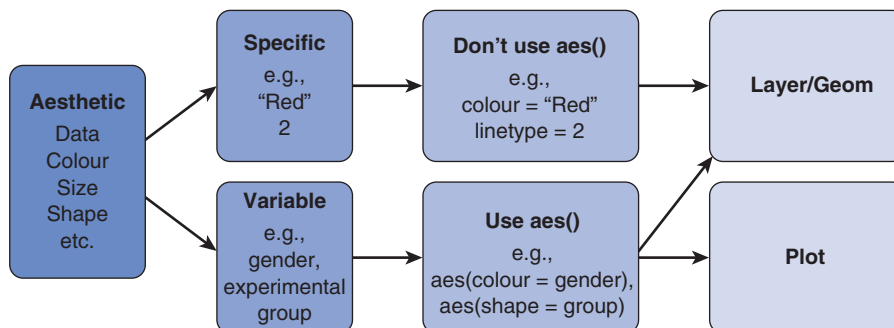 Aesthetic
Data
Colour
Size
Shape
etc.
Specific
e.g.,
“Red”
2
Don’t use aes()
e.g.,
colour = “Red”
linetype = 2
Layer/Geom
Variable
e.g.,
gender,
experimental
group
Use aes()
e.g.,
aes(colour = gender),
aes(shape = group)
Plot